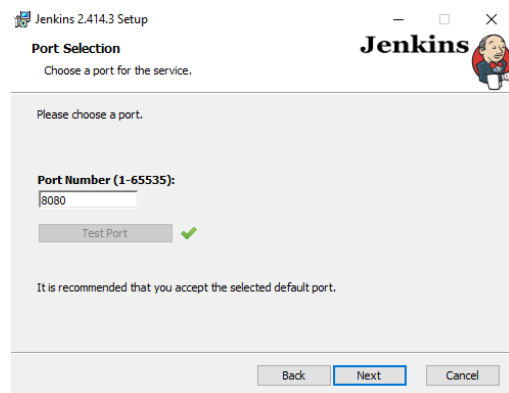 Jenkins 2.414.3 Setup
Port Selection
Choose a port for the service.
Jenkins
Please choose a port.
Port Number (1-65535):
8080
Test Port
It is recommended that you accept the selected default port.
Back
Next
Cancel